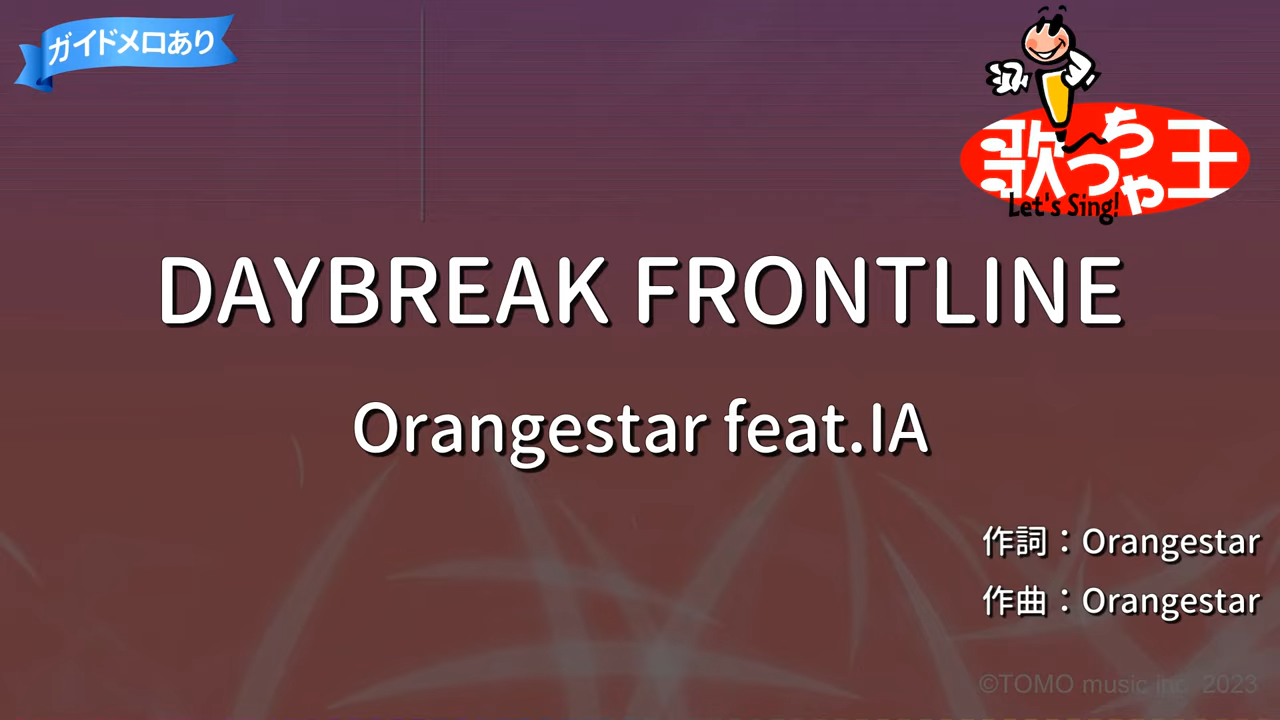 ガイドメロあり
歌っちゃ王
Let's Sing!
DAYBREAK FRONTLINE
Orangestar feat.IA
作詞：Orangestar
作曲：Orangestar
©TOMO music inc. 2023